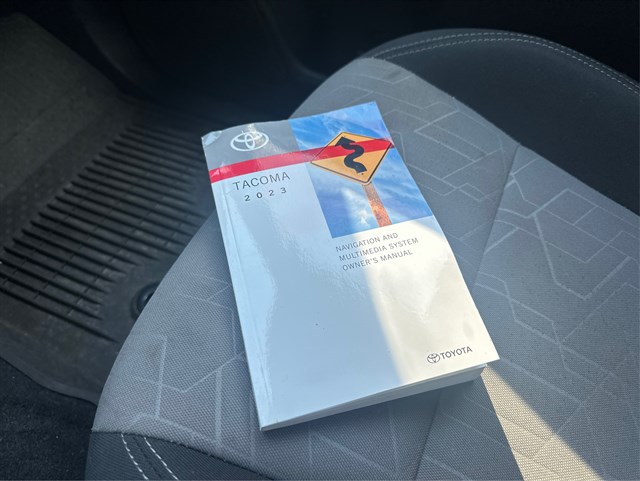 TACOMA
2023
NAVIGATION AND
MULTIMEDIA SYSTEM
OWNER'S MANUAL
TOYOTA